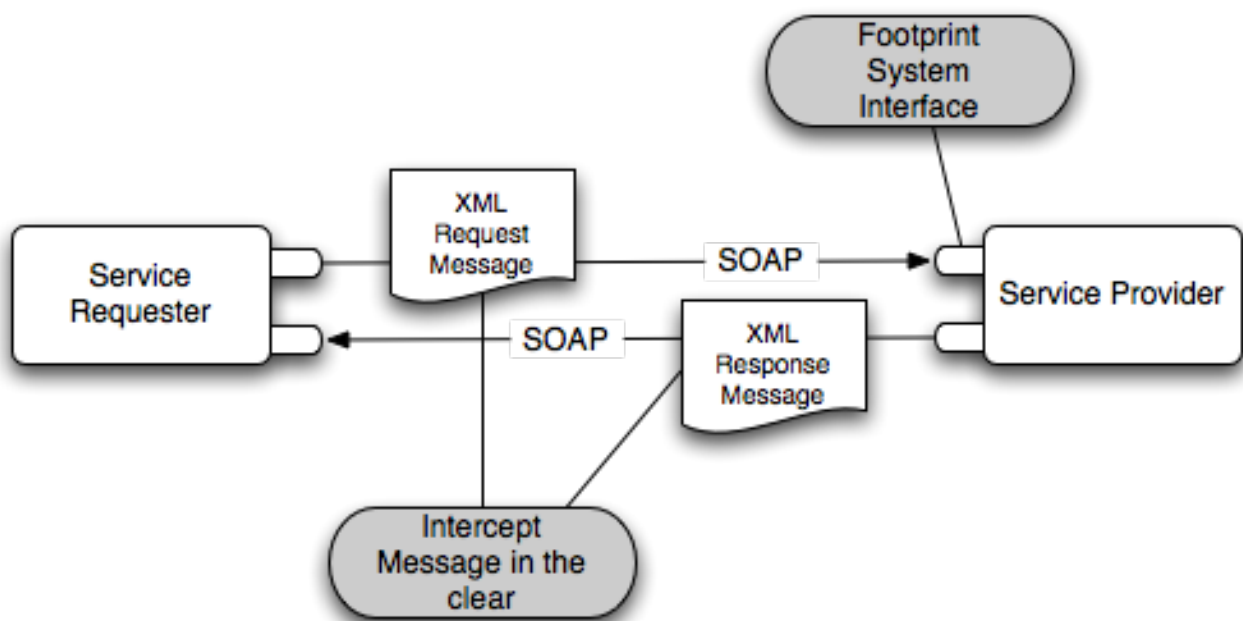 Footprint
System
Interface
XML
Request
Message
SOAP
Service
Requester
Service Provider
SOAP
XML
Response
Message
Intercept
Message in the
clear